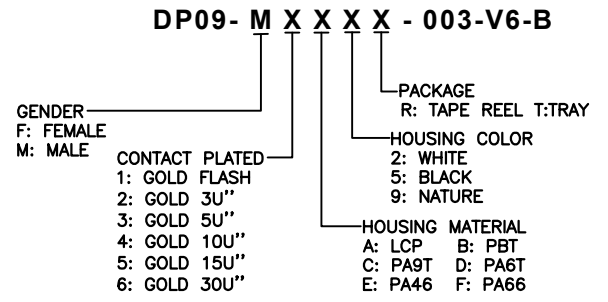 DP09- M X X X X - 003-V6-B
PACKAGE
R: TAPE REEL T:TRAY
GENDER
F: FEMALE
M: MALE
HOUSING COLOR
2: WHITE
5: BLACK
9: NATURE
CONTACT PLATED
1: GOLD FLASH
2: GOLD 3U''
3: GOLD 5U''
4: GOLD 10U''
5: GOLD 15U''
6: GOLD 30U''
HOUSING MATERIAL
A: LCP B: PBT
C: PA9T D: PA6T
E: PA46 F: PA66